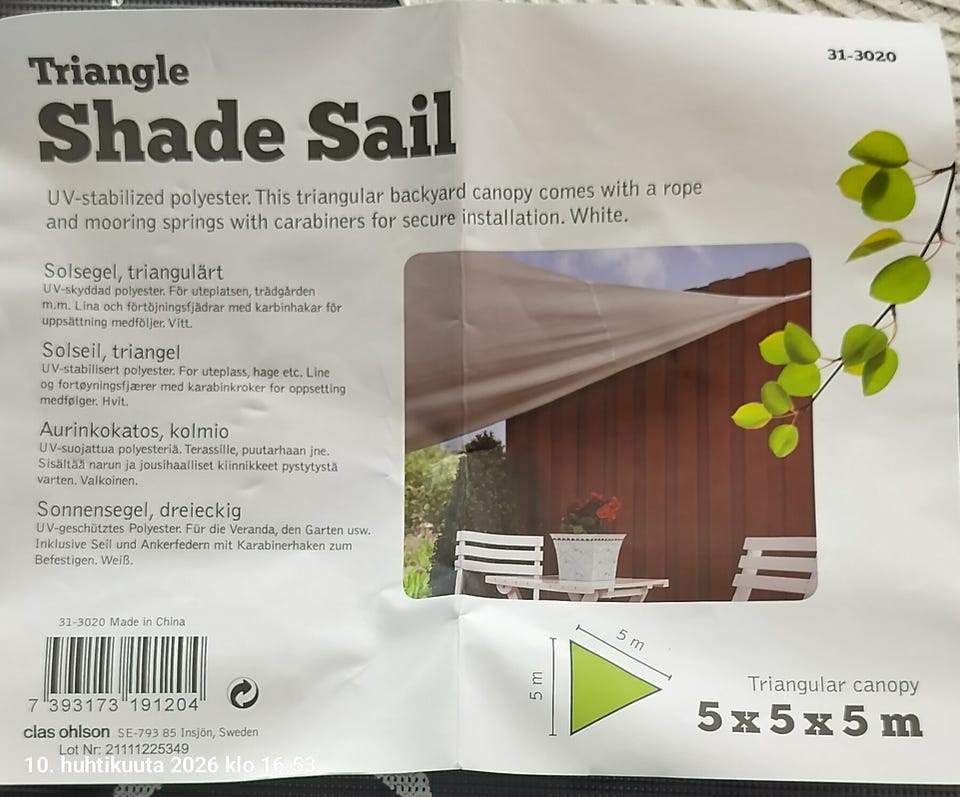 31-3020
Triangle
Shade Sail
UV-stabilized polyester. This triangular backyard canopy comes with a rope
and mooring springs with carabiners for secure installation. White.
Solsegel, triangulärt
UV-skyddad polyester. För uteplatsen, trädgården
m.m. Lina och förtöjningsfjädrar med karbinhakar för
uppsättning medföljer. Vitt.
Solseil, triangel
UV-stabilisert polyester. For uteplass, hage etc. Line
og fortøyningsfjærer med karabinkroker for oppsetting
medfølger. Hvit.
Aurinkokatos, kolmio
UV-suojattua polyesteriä. Terassille, puutarhaan jne.
Sisältää narun ja jousihaalliset kiinnikkeet pystytystä
varten. Valkoinen.
Sonnensegel, dreieckig
UV-geschütztes Polyester. Für die Veranda, den Garten usw.
Inklusive Seil und Ankerfedern mit Karabinerhaken zum
Befestigen. Weiß.
31-3020 Made in China
7 393173 191204
clas ohlson SE-793 85 Insjön, Sweden
Lot Nr: 21111225349
5 m
5 m
Triangular canopy
5 x 5 x 5 m
10. huhtikuuta 2026 klo 16.53